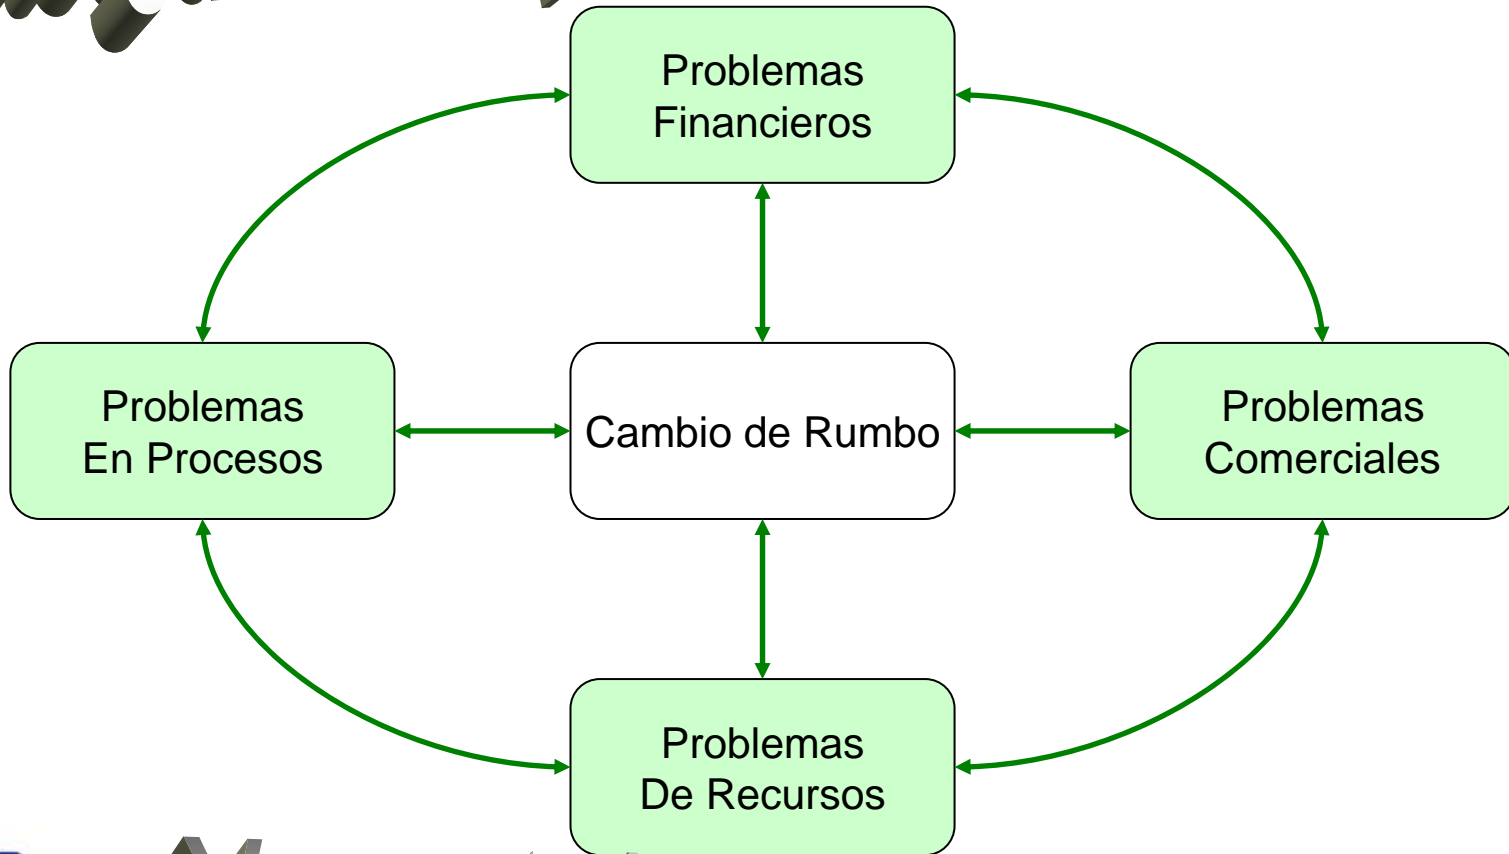 Problemas
Financieros
Problemas
En Procesos
Cambio de Rumbo
Problemas
Comerciales
Problemas
De Recursos